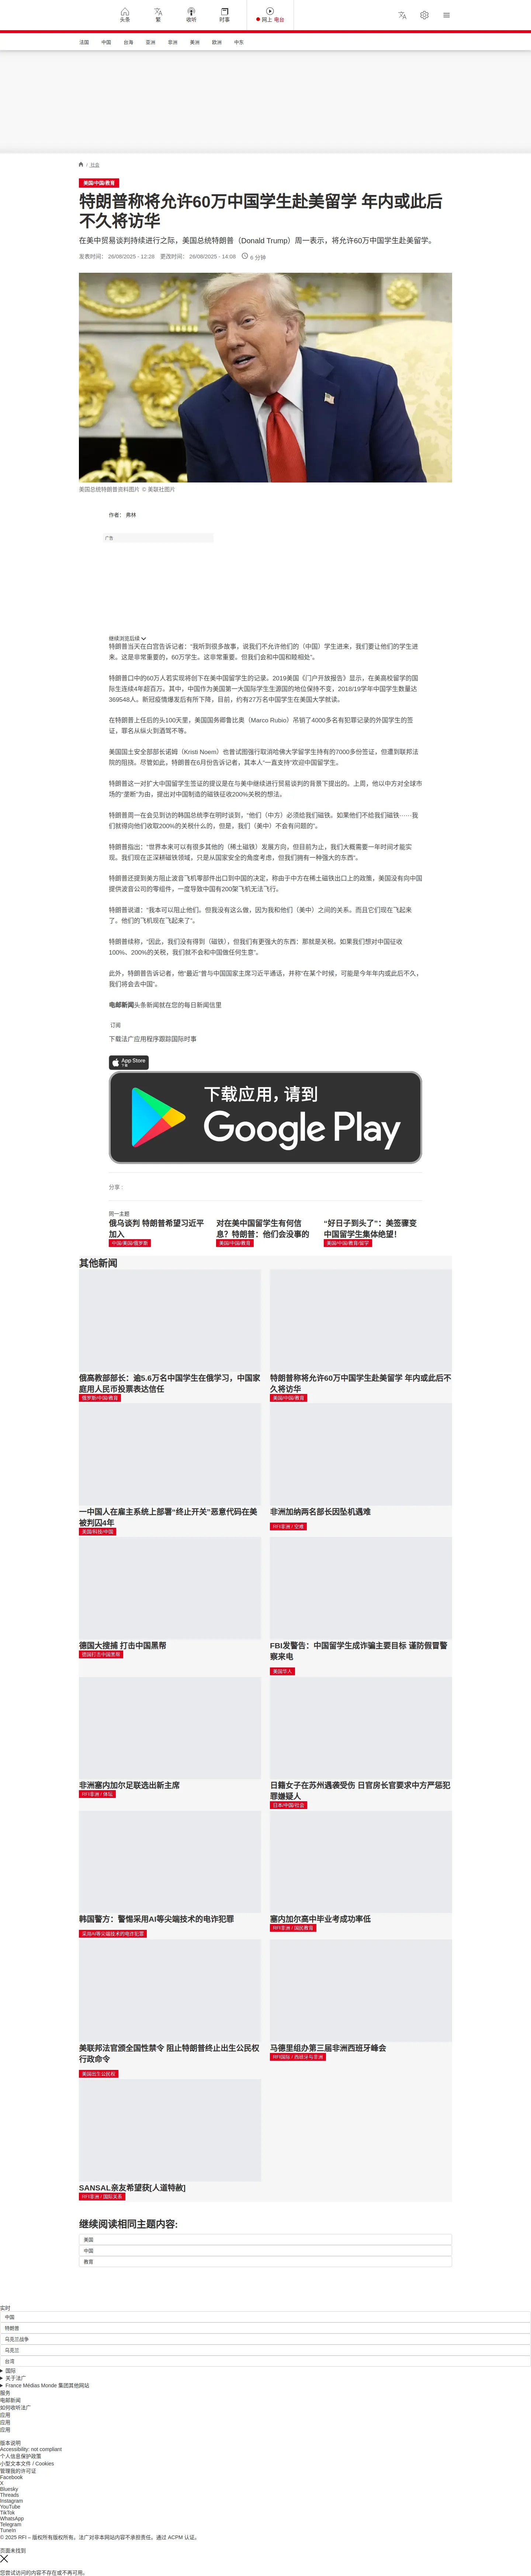 头条
繁
收听
时事
网上 电台
法国
中国
台海
亚洲
非洲
美洲
欧洲
中东
/ 社会
美国/中国/教育
特朗普称将允许60万中国学生赴美留学 年内或此后
不久将访华
在美中贸易谈判持续进行之际，美国总统特朗普（Donald Trump）周一表示，将允许60万中国学生赴美留学。
发表时间： 26/08/2025 - 12:26 更改时间： 26/08/2025 - 14:08 6 分钟
美国总统特朗普资料图片 © 美联社图片
作者： 弗林
广告
继续浏览后续
特朗普当天在白宫告诉记者："我听到很多故事，说我们不允许他们的（中国）学生进来，我们要让他们的学生进
来。这是非常重要的，60万学生。这非常重要。但我们会和中国和睦相处"。
特朗普口中的60万人若实现将创下在美中国留学生的记录。2019美国《门户开放报告》显示，在美高校留学的国
际生连续4年超百万。其中，中国作为美国第一大国际学生生源国的地位保持不变，2018/19学年中国学生数量达
369548人。新冠疫情爆发后有所下降，目前，约有27万名中国学生在美国大学就读。
在特朗普上任后的头100天里，美国国务卿鲁比奥（Marco Rubio）吊销了4000多名有犯罪记录的外国学生的签
证，罪名从纵火到酒驾不等。
美国国土安全部部长诺姆（Kristi Noem）也曾试图强行取消哈佛大学留学生持有的7000多份签证，但遭到联邦法
院的阻挠。尽管如此，特朗普在6月份告诉记者，其本人"一直支持"欢迎中国留学生。
特朗普这一对扩大中国留学生签证的提议是在与美中继续进行贸易谈判的背景下提出的。上周，他以中方对全球市
场的"垄断"为由，提出对中国制造的磁铁征收200%关税的想法。
特朗普周一在会见到访的韩国总统李在明时谈到，"他们（中方）必须给我们磁铁。如果他们不给我们磁铁⋯⋯我
们就得向他们收取200%的关税什么的，但是，我们（美中）不会有问题的"。
特朗普指出："世界本来可以有很多其他的（稀土磁铁）发展方向，但目前为止，我们大概需要一年时间才能实
现。我们现在正深耕磁铁领域，只是从国家安全的角度考虑，但我们拥有一种强大的东西"。
特朗普还提到美方阻止波音飞机零部件出口到中国的决定，称由于中方在稀土磁铁出口上的政策，美国没有向中国
提供波音公司的零组件，一度导致中国有200架飞机无法飞行。
特朗普说道："我本可以阻止他们。但我没有这么做，因为我和他们（美中）之间的关系。而且它们现在飞起来
了。他们的飞机现在飞起来了"。
特朗普续称，"因此，我们没有得到（磁铁），但我们有更强大的东西：那就是关税。如果我们想对中国征收
100%、200%的关税，我们就不会和中国做任何生意"。
此外，特朗普告诉记者，他"最近"曾与中国国家主席习近平通话，并称"在某个时候，可能是今年年内或此后不久，
我们将会去中国"。
电邮新闻头条新闻就在您的每日新闻信里
订阅
下载法广应用程序跟踪国际时事
App Store
下载
下载应用，请到
Google Play
分享 :
同一主题
俄乌谈判 特朗普希望习近平
加入
中国/美国/俄罗斯
对在美中国留学生有何信
息？特朗普：他们会没事的
美国/中国/教育
"好日子到头了"：美签骤变
中国留学生集体绝望！
美国/中国/教育/留学
其他新闻
俄高教部部长：逾5.6万名中国学生在俄学习，中国家
庭用人民币投票表达信任
俄罗斯/中国/教育
特朗普称将允许60万中国学生赴美留学 年内或此后不
久将访华
美国/中国/教育
一中国人在雇主系统上部署"终止开关"恶意代码在美
被判囚4年
美国/科技/中国
非洲加纳两名部长因坠机遇难
RFI非洲 / 空难
德国大搜捕 打击中国黑帮
德国打击中国黑帮
FBI发警告：中国留学生成诈骗主要目标 谨防假冒警
察来电
美国华人
非洲塞内加尔足联选出新主席
RFI非洲 / 体坛
日籍女子在苏州遇袭受伤 日官房长官要求中方严惩犯
罪嫌疑人
日本/中国/社会
韩国警方：警惕采用AI等尖端技术的电诈犯罪
采用AI等尖端技术的电诈犯罪
塞内加尔高中毕业考成功率低
RFI非洲 / 国民教育
美联邦法官颁全国性禁令 阻止特朗普终止出生公民权
行政命令
美国出生公民权
马德里组办第三届非洲西班牙峰会
RFI国际 / 西班牙与非洲
SANSAL亲友希望获[人道特赦]
RFI非洲 / 国际关系
继续阅读相同主题内容:
美国
中国
教育
实时
中国
特朗普
乌克兰战争
乌克兰
台湾
国际
关于法广
France Médias Monde 集团其他网站
服务
电邮新闻
如何收听法广
应用
应用
应用
版本说明
Accessibility: not compliant
个人信息保护政策
小型文本文件 / Cookies
管理我的许可证
Facebook
X
Bluesky
Threads
Instagram
YouTube
TikTok
WhatsApp
Telegram
TuneIn
© 2025 RFI – 版权所有版权所有。法广对非本网站内容不承担责任。通过 ACPM 认证。
页面未找到
您尝试访问的内容不存在或不再可用。